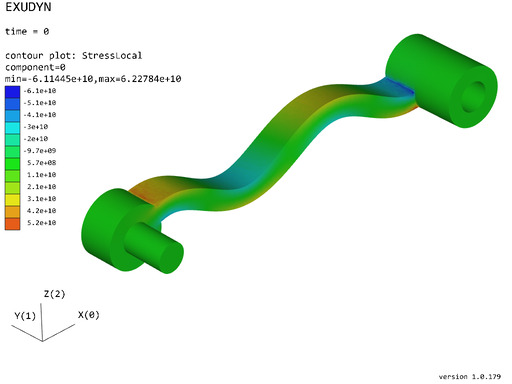 EXUDYN
time = 0
contour plot: StressLocal
component=0
min=-6.11445e+10,max=6.22784e+10
-6.1e+10
-5.1e+10
-4.1e+10
-3e+10
-2e+10
-9.7e+09
5.7e+08
1.1e+10
2.1e+10
3.1e+10
4.2e+10
5.2e+10
Z(2)
Y(1)
X(0)
version 1.0.179